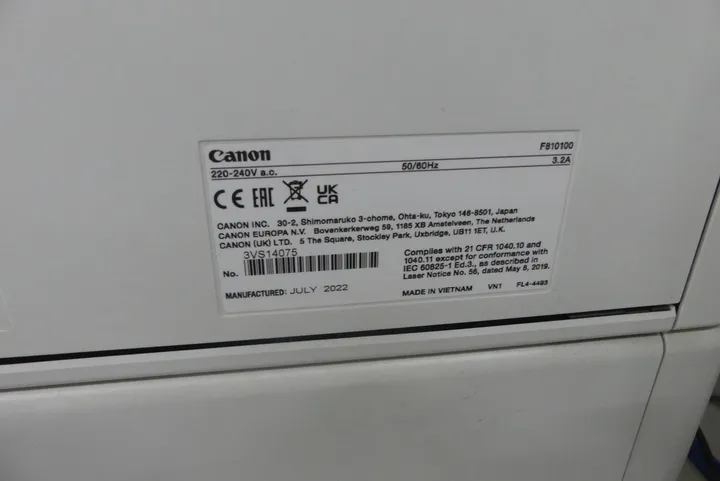 Canon F810100
220-240V a.c. 50/60Hz 3.2A
CE EAC UK CA
CANON INC. 30-2, Shimomaruko 3-chome, Ohta-ku, Tokyo 146-8501, Japan
CANON EUROPA N.V. Bovenkerkerweg 59, 1185 XB Amstelveen, The Netherlands
CANON (UK) LTD. 5 The Square, Stockley Park, Uxbridge, UB11 1ET, U.K.
3VS14075
No.
Complies with 21 CFR 1040.10 and
1040.11 except for conformance with
IEC 60825-1 Ed.3., as described in
Laser Notice No. 56, dated May 8, 2019.
MANUFACTURED: JULY 2022
MADE IN VIETNAM VN1 FL4-4493